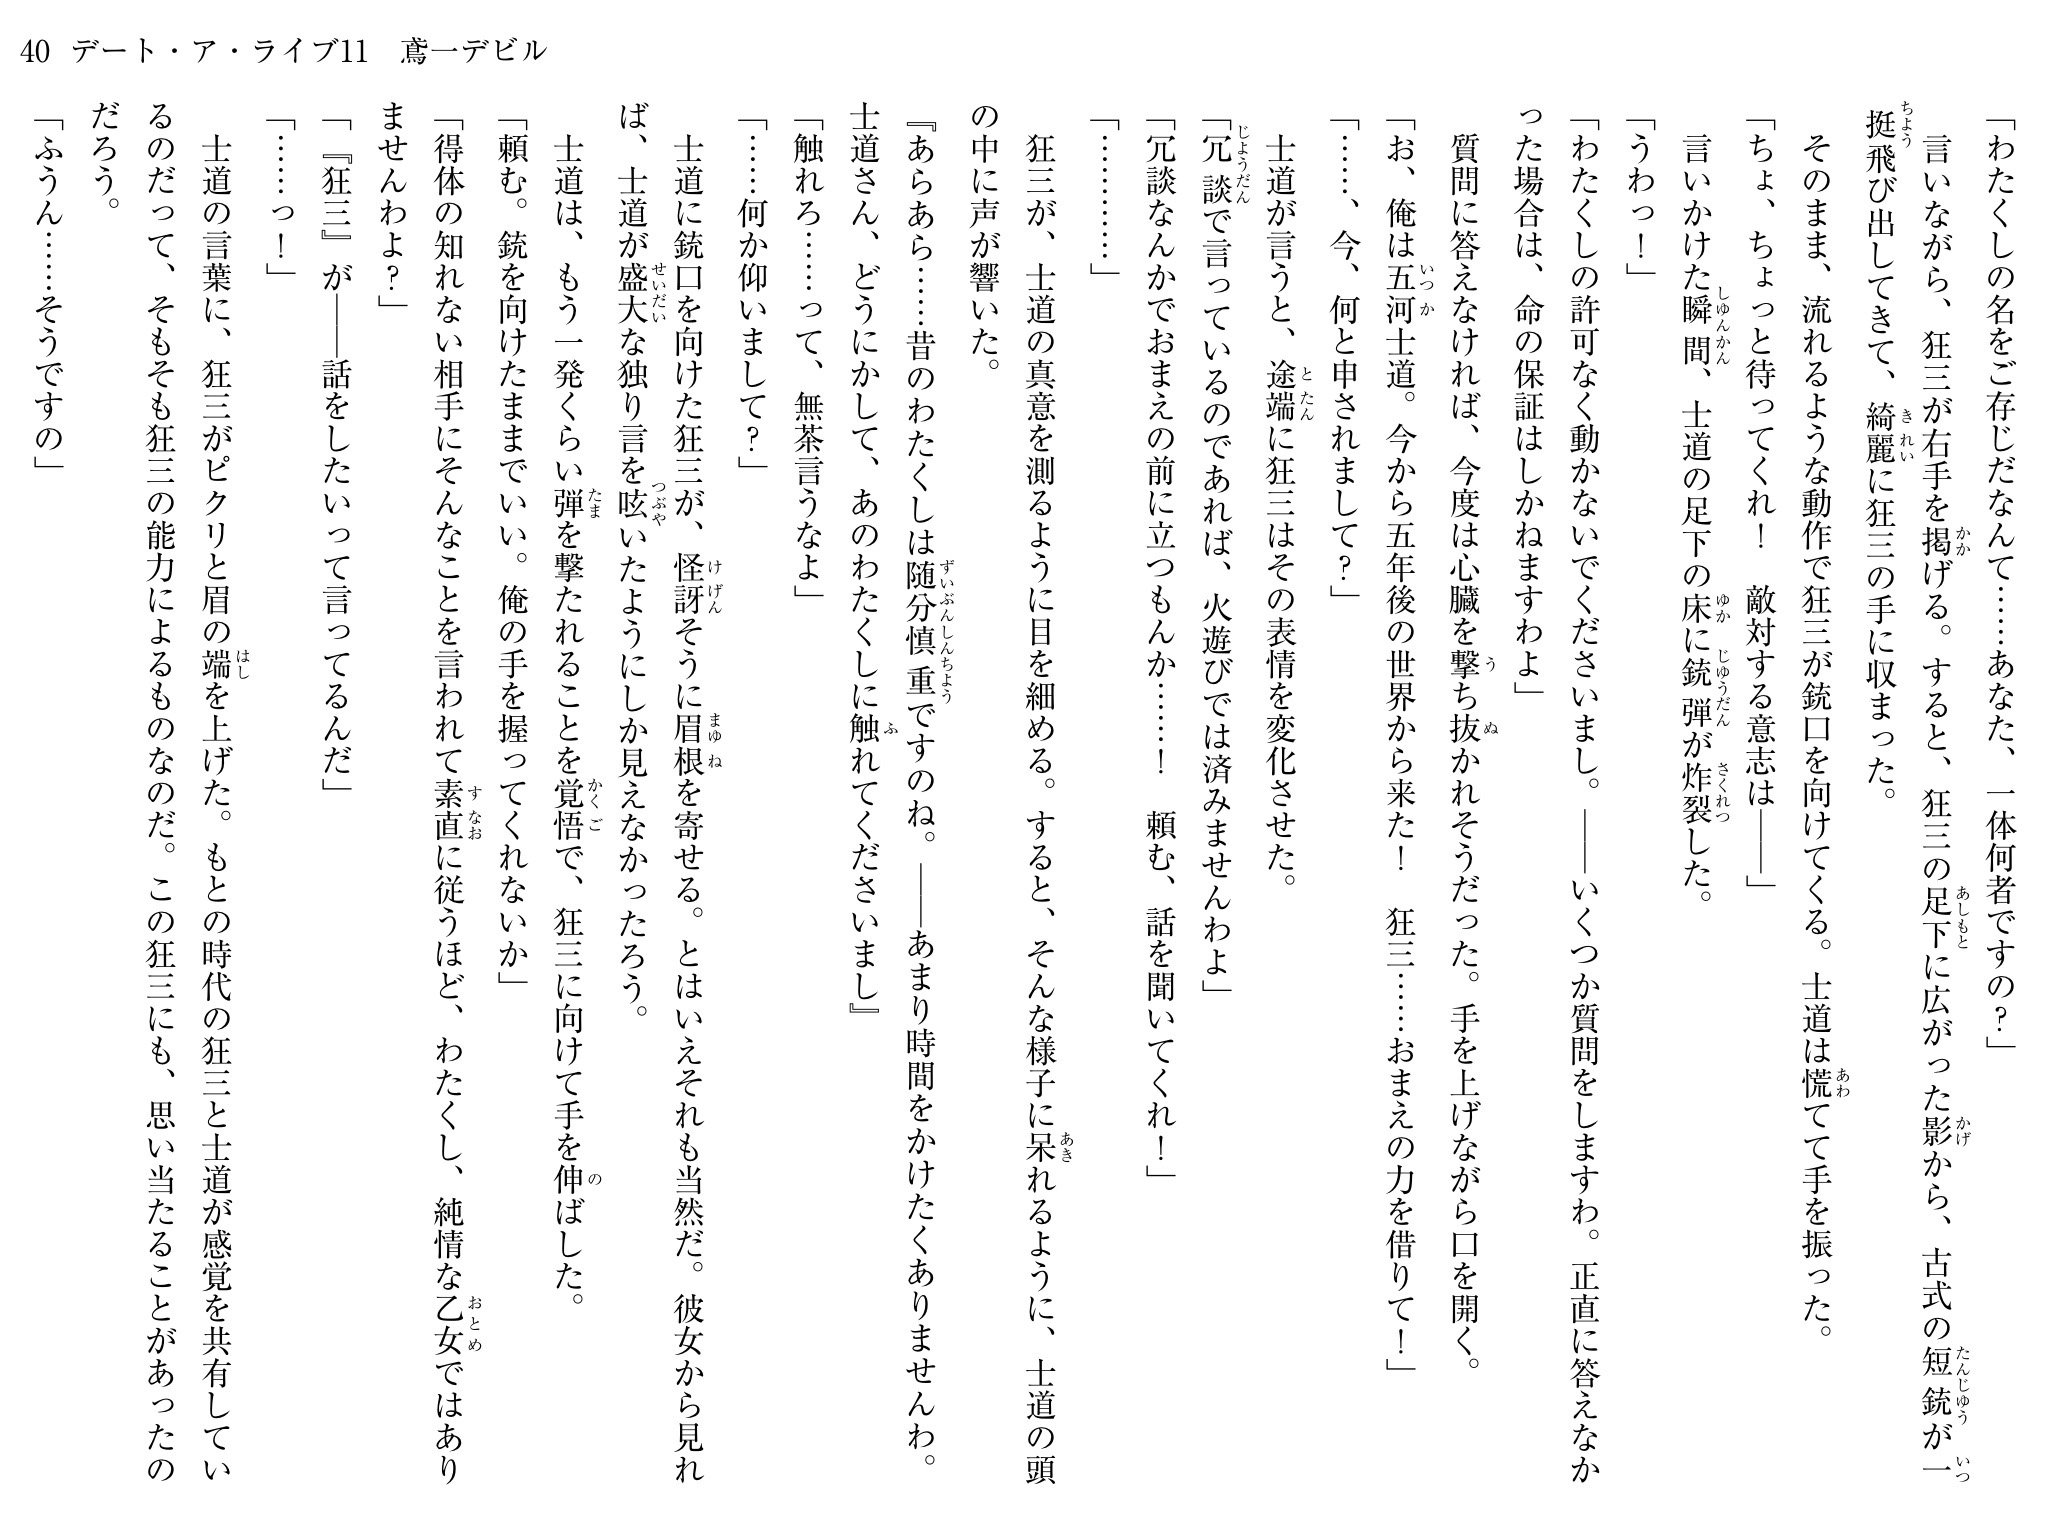 40 デート・ア・ライブ11　鳶一デビル
「わたくしの名をご存じだなんて……あなた、一体何者ですの？」
　言いながら、狂三が右手を掲げる。すると、狂三の足下に広がった影から、古式の短銃が一
挺飛び出してきて、綺麗に狂三の手に収まった。
　そのまま、流れるような動作で狂三が銃口を向けてくる。士道は慌てて手を振った。
「ちょ、ちょっと待ってくれ！　敵対する意志は――」
　言いかけた瞬間、士道の足下の床に銃弾が炸裂した。
「うわっ！」
「わたくしの許可なく動かないでくださいまし。――いくつか質問をしますわ。正直に答えなか
った場合は、命の保証はしかねますわよ」
　質問に答えなければ、今度は心臓を撃ち抜かれそうだった。手を上げながら口を開く。
「お、俺は五河士道。今から五年後の世界から来た！　狂三……おまえの力を借りて！」
「……、今、何と申されまして？」
　士道が言うと、途端に狂三はその表情を変化させた。
「冗談で言っているのであれば、火遊びでは済みませんわよ」
「冗談なんかでおまえの前に立つもんか……！　頼む、話を聞いてくれ！」
「…………」
　狂三が、士道の真意を測るように目を細める。すると、そんな様子に呆れるように、士道の頭
の中に声が響いた。
『あらあら……昔のわたくしは随分慎重ですのね。――あまり時間をかけたくありませんわ。
士道さん、どうにかして、あのわたくしに触れてくださいまし』
「触れろ……って、無茶言うなよ」
「……何か仰いまして？」
　士道に銃口を向けた狂三が、怪訝そうに眉根を寄せる。とはいえそれも当然だ。彼女から見れ
ば、士道が盛大な独り言を呟いたようにしか見えなかったろう。
　士道は、もう一発くらい弾を撃たれることを覚悟で、狂三に向けて手を伸ばした。
「頼む。銃を向けたままでいい。俺の手を握ってくれないか」
「得体の知れない相手にそんなことを言われて素直に従うほど、わたくし、純情な乙女ではあり
ませんわよ？」
「『狂三』が――話をしたいって言ってるんだ」
「……っ！」
　士道の言葉に、狂三がピクリと眉の端を上げた。もとの時代の狂三と士道が感覚を共有してい
るのだって、そもそも狂三の能力によるものなのだ。この狂三にも、思い当たることがあったの
だろう。
「ふうん……そうですの」